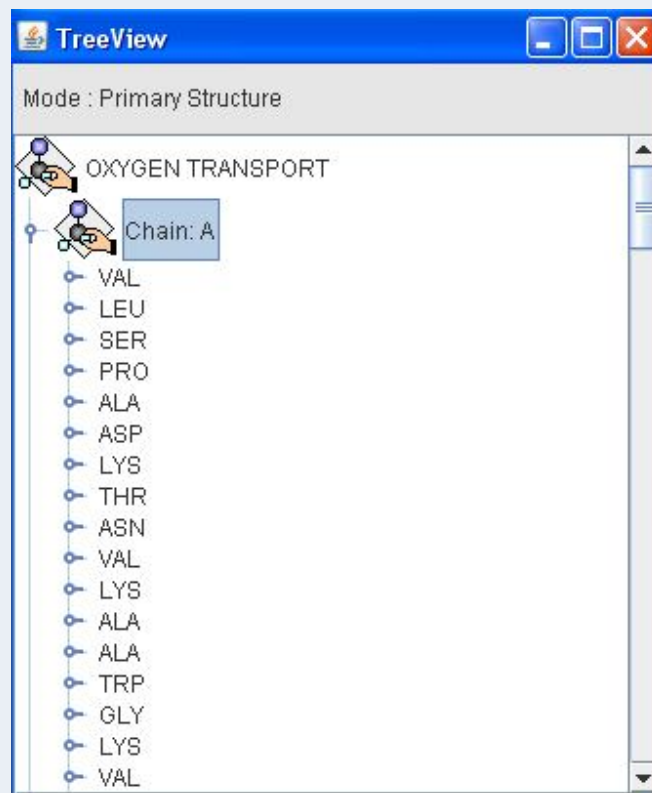 TreeView
Mode : Primary Structure
OXYGEN TRANSPORT
Chain: A
VAL
LEU
SER
PRO
ALA
ASP
LYS
THR
ASN
VAL
LYS
ALA
ALA
TRP
GLY
LYS
VAL